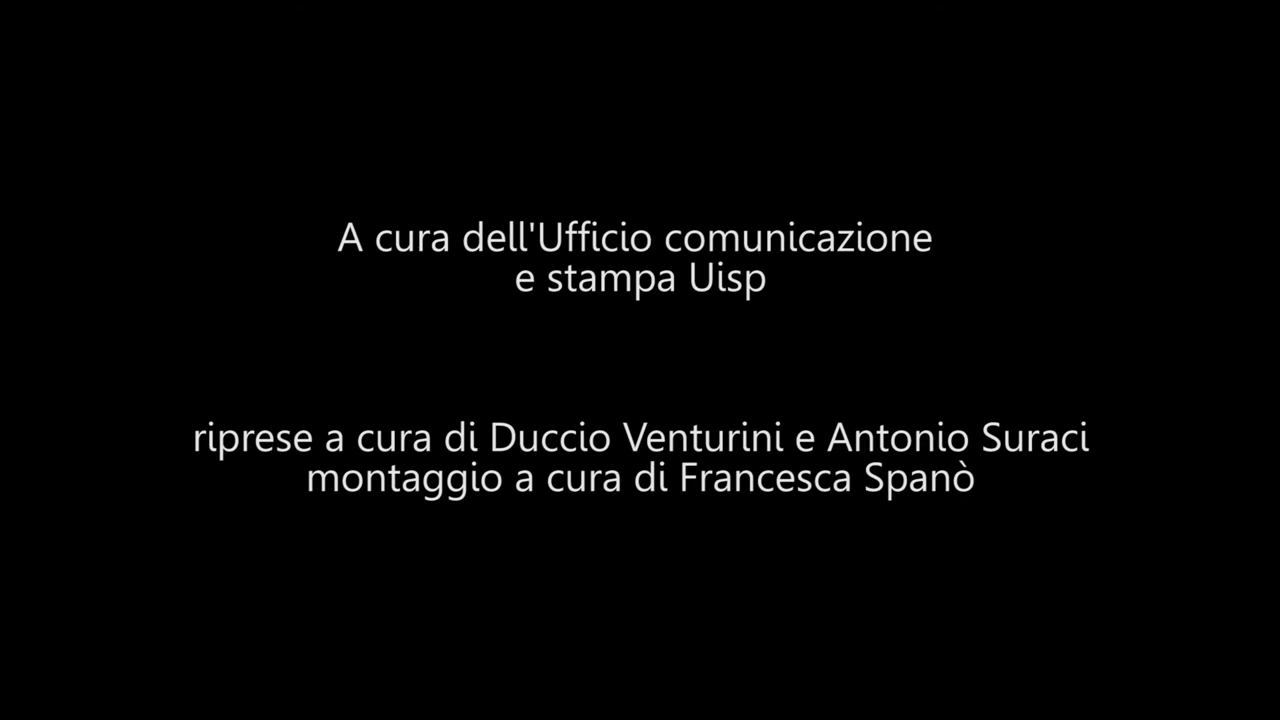 A cura dell'Ufficio comunicazione
e stampa Uisp
riprese a cura di Duccio Venturini e Antonio Suraci
montaggio a cura di Francesca Spanò